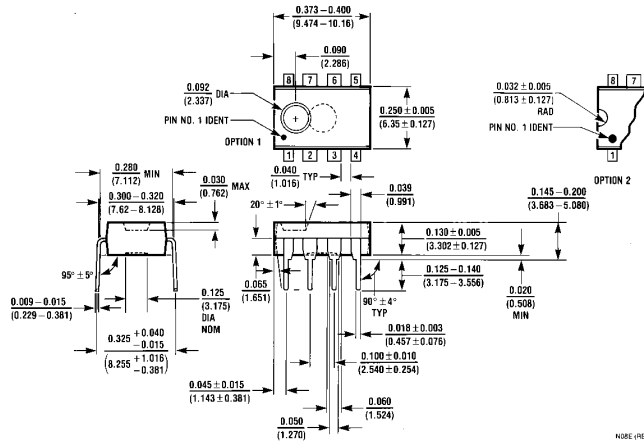 0.373–0.400
(9.474–10.16)
0.090
(2.286)
8 7 6 5
0.092 DIA
(2.337)
PIN NO. 1 IDENT
OPTION 1
1 2 3 4
0.250 ± 0.005
(6.35 ± 0.127)
0.032 ± 0.005
(0.813 ± 0.127)
RAD
PIN NO. 1 IDENT
8 7
1
OPTION 2
0.280 MIN
(7.112)
0.300–0.320
(7.62–8.128)
0.030 MAX
(0.762)
0.040 TYP
(1.016)
0.039
(0.991)
20° ±1°
0.145–0.200
(3.683–5.080)
0.130 ± 0.005
(3.302 ± 0.127)
95° ±5°
0.009–0.015
(0.229–0.381)
0.125
(3.175)
DIA
NOM
0.065
(1.651)
90° ±4°
TYP
0.125–0.140
(3.175–3.556)
0.020
(0.508)
MIN
0.018 ± 0.003
(0.457 ± 0.076)
0.325 +0.040
–0.015
(8.255 +1.016
–0.381)
0.100 ± 0.010
(2.540 ± 0.254)
0.045 ± 0.015
(1.143 ± 0.381)
0.060
(1.524)
0.050
(1.270)
N08E (RE